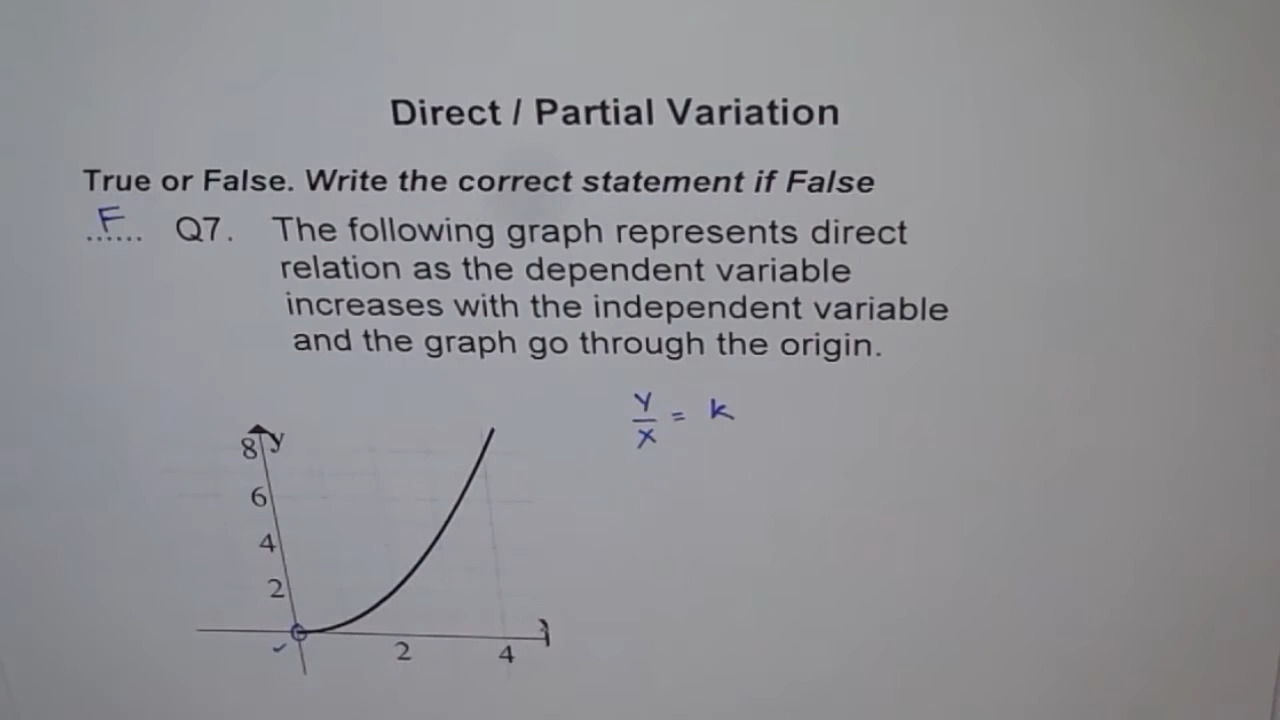 Direct / Partial Variation
True or False. Write the correct statement if False
F...... Q7. The following graph represents direct
relation as the dependent variable
increases with the independent variable
and the graph go through the origin.
y/x = k
8 y
6
4
2
2 4